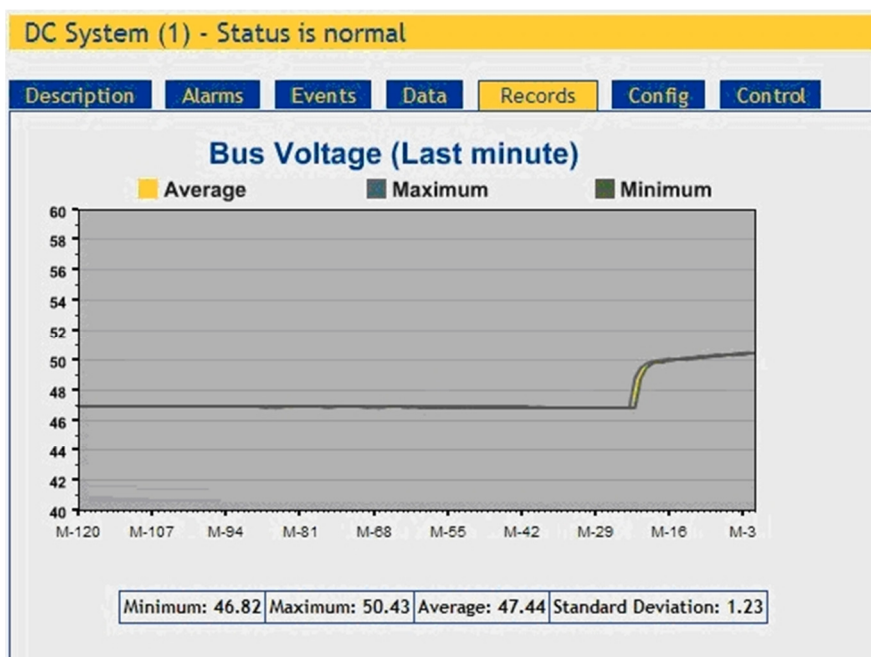 DC System (1) - Status is normal
Description Alarms Events Data Records Config Control
Bus Voltage (Last minute)
Average Maximum Minimum
60
58
56
54
52
50
48
46
44
42
40
M-120 M-107 M-94 M-81 M-68 M-55 M-42 M-29 M-16 M-3
Minimum: 46.82 Maximum: 50.43 Average: 47.44 Standard Deviation: 1.23